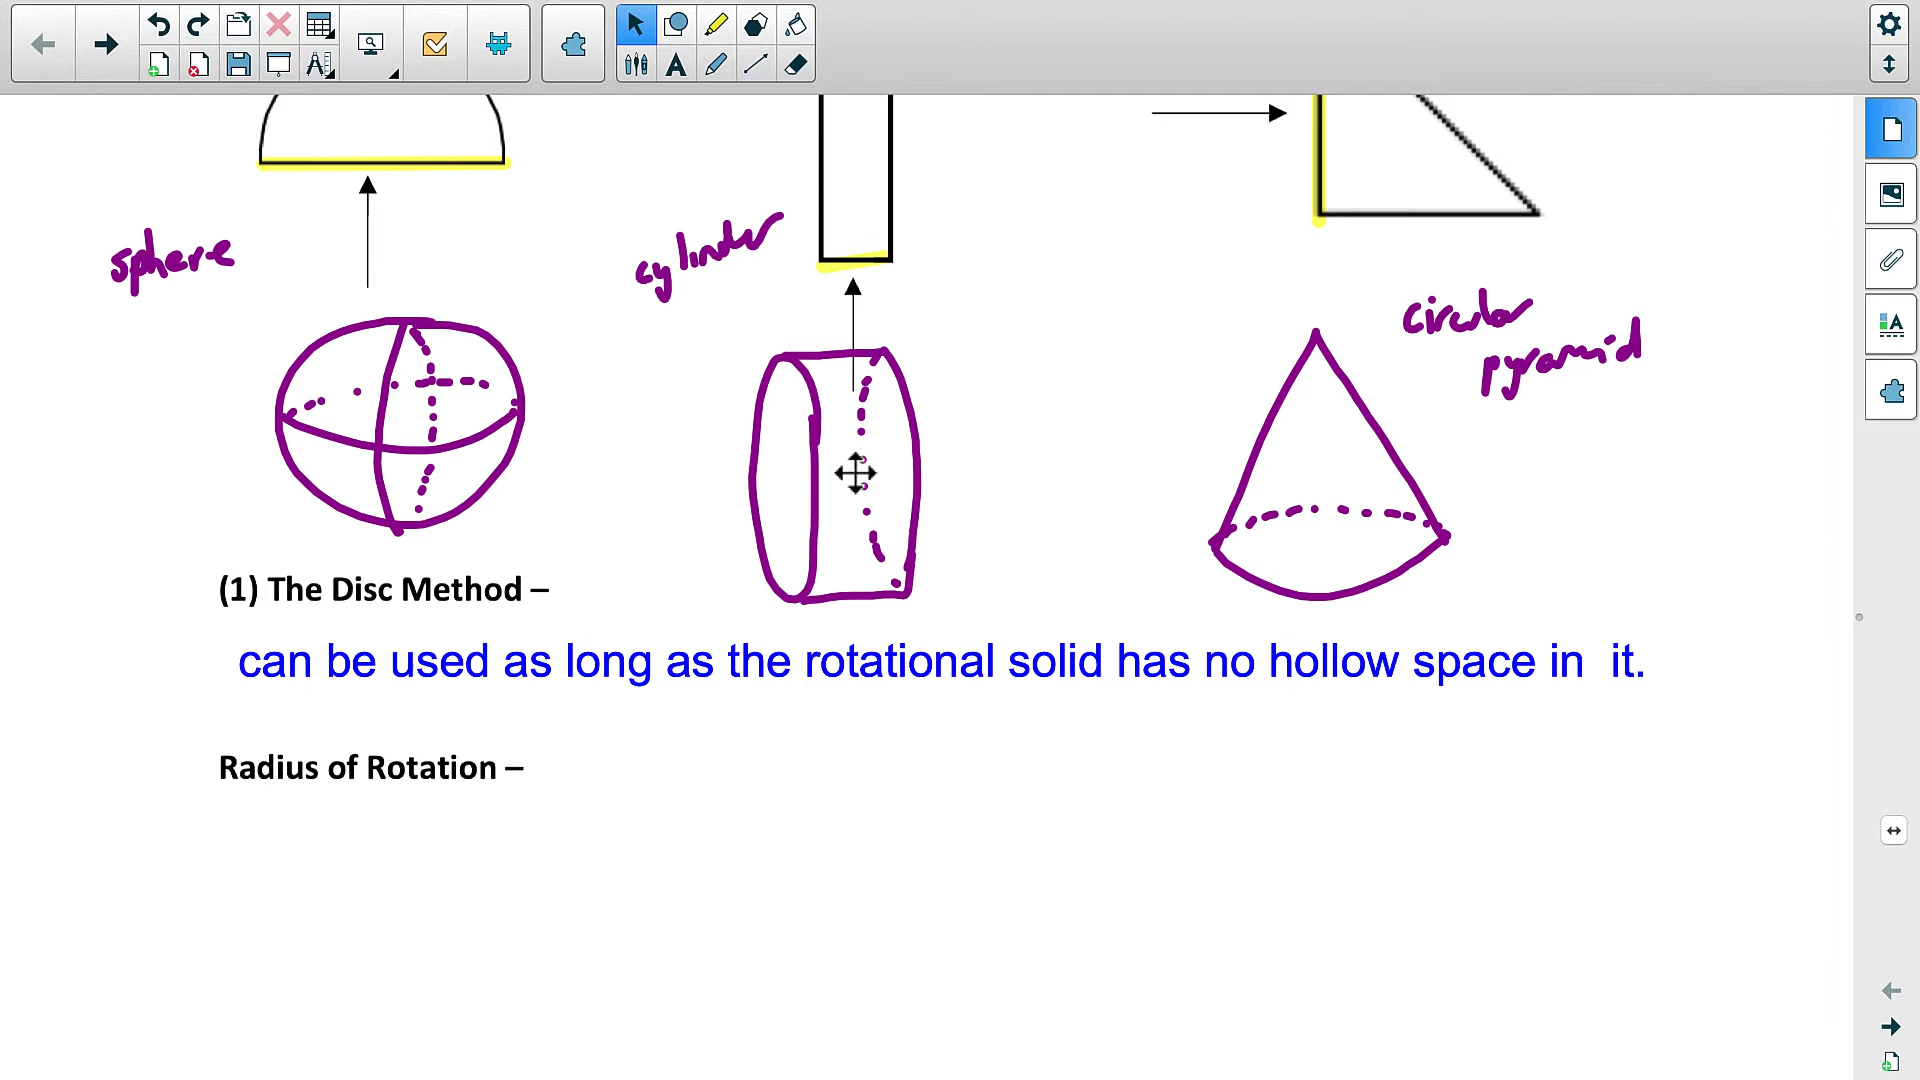 sphere
cylinder
circular
pyramid
(1) The Disc Method –
can be used as long as the rotational solid has no hollow space in  it.
Radius of Rotation –